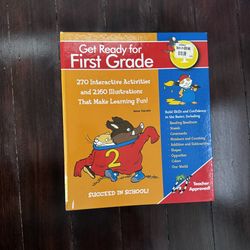 Get Ready for
First Grade
270 Interactive Activities
and 2,160 Illustrations
That Make Learning Fun!
Build Skills and Confidence
in the Basics, Including:
Reading Readiness
Sounds
Consonants
Numbers and Counting
Addition and Subtraction
Shapes
Opposites
Colors
Our World
2
SUCCEED IN SCHOOL!
Teacher
Approved!